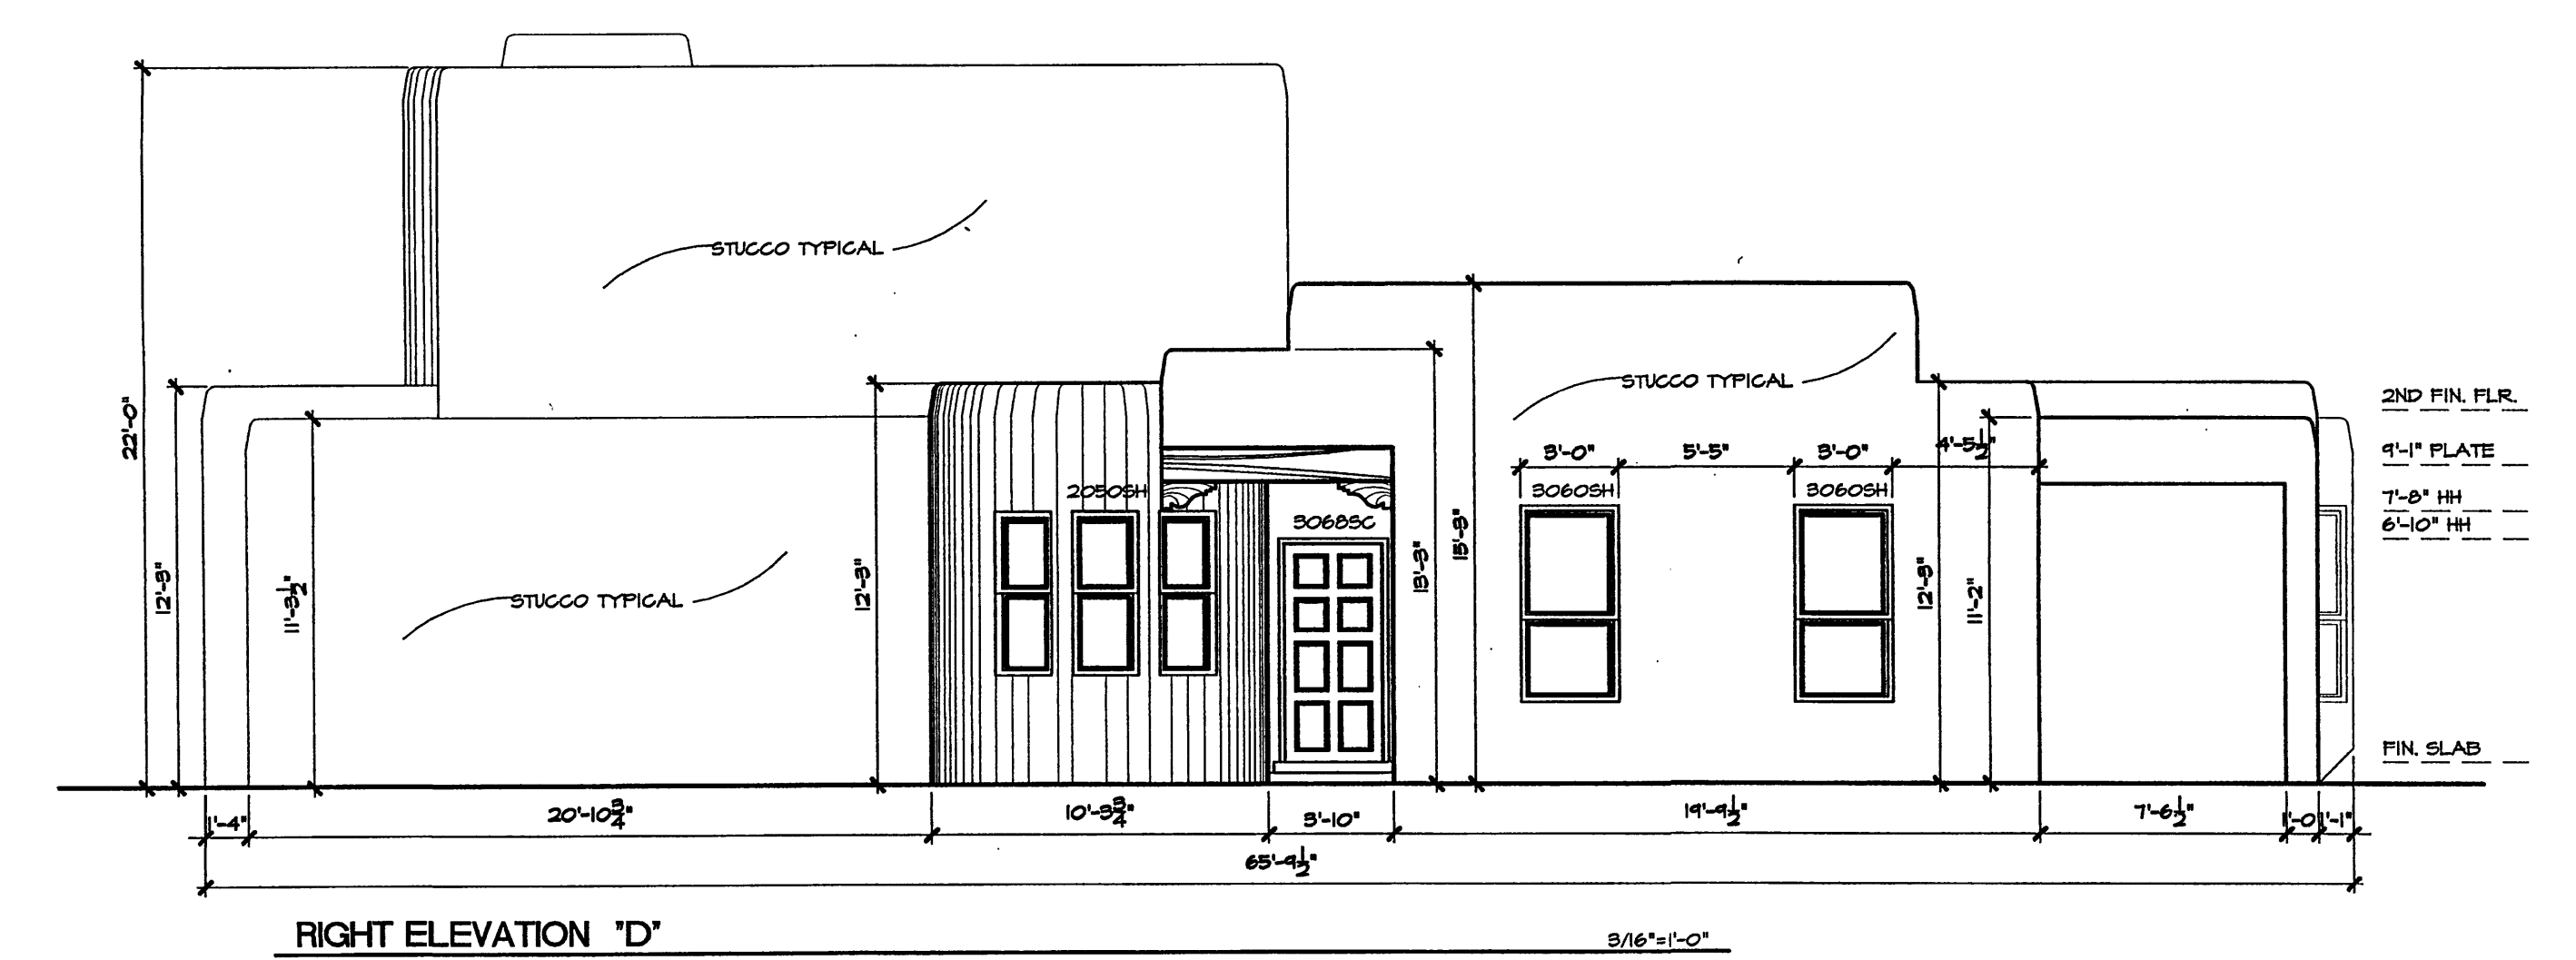 STUCCO TYPICAL
22'-0"
STUCCO TYPICAL
2ND FIN. FLR.
9'-1" PLATE
7'-8" HH
6'-10" HH
FIN. SLAB
3'-0"
5'-5"
3'-0"
4'-5½"
2050SH
3060SH
3060SH
3068SC
12'-3"
11'-3½"
STUCCO TYPICAL
12'-3"
13'-3"
15'-3"
12'-3"
11'-2"
1'-4"
20'-10¾"
10'-3¾"
3'-10"
19'-9½"
7'-6½"
1'-0
1'-1"
65'-9½"
RIGHT ELEVATION "D"
3/16"=1'-0"